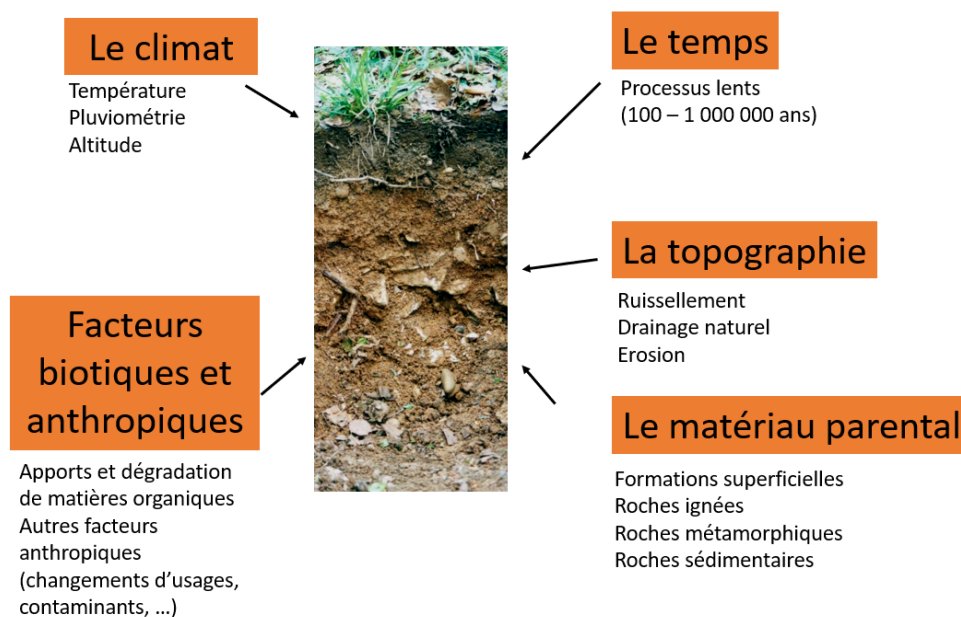 Le climat
Température
Pluviométrie
Altitude
Le temps
Processus lents
(100 – 1 000 000 ans)
La topographie
Ruissellement
Drainage naturel
Erosion
Facteurs
biotiques et
anthropiques
Apports et dégradation
de matières organiques
Autres facteurs
anthropiques
(changements d’usages,
contaminants, …)
Le matériau parental
Formations superficielles
Roches ignées
Roches métamorphiques
Roches sédimentaires